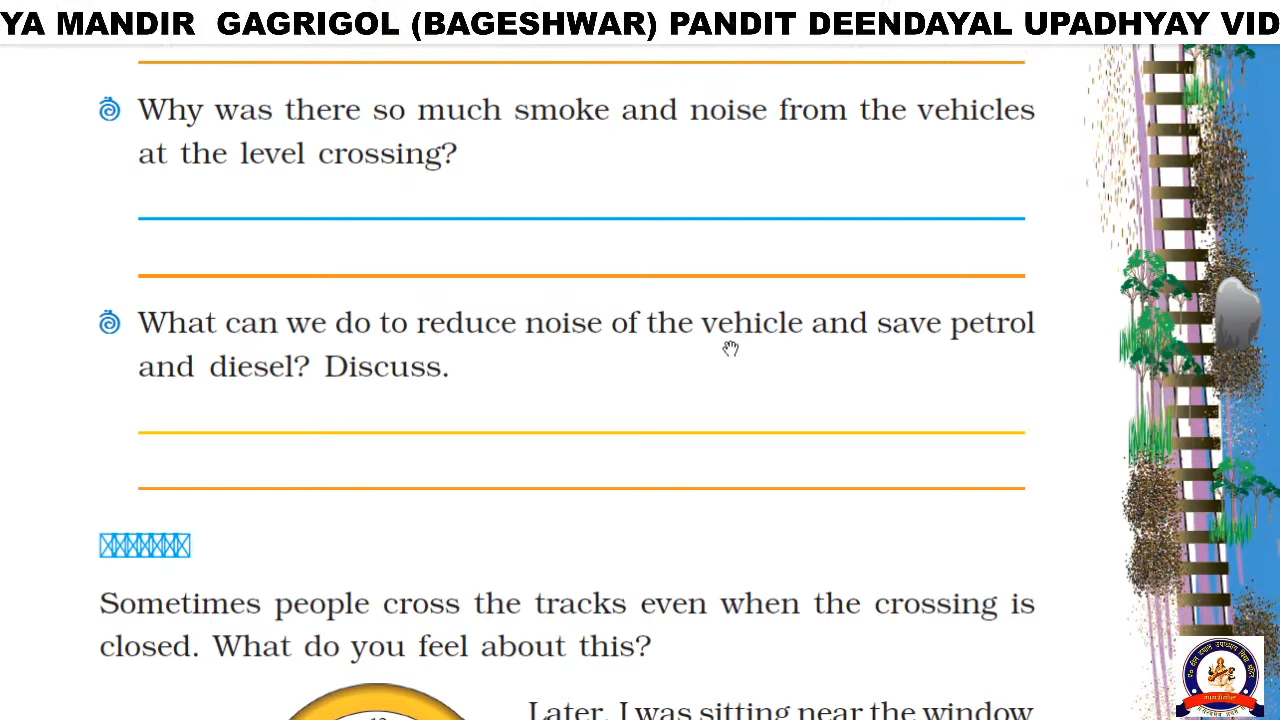 YA MANDIR GAGRIGOL (BAGESHWAR) PANDIT DEENDAYAL UPADHYAY VID
Why was there so much smoke and noise from the vehicles
at the level crossing?
What can we do to reduce noise of the vehicle and save petrol
and diesel? Discuss.
Sometimes people cross the tracks even when the crossing is
closed. What do you feel about this?
12
Later, I was sitting near the window